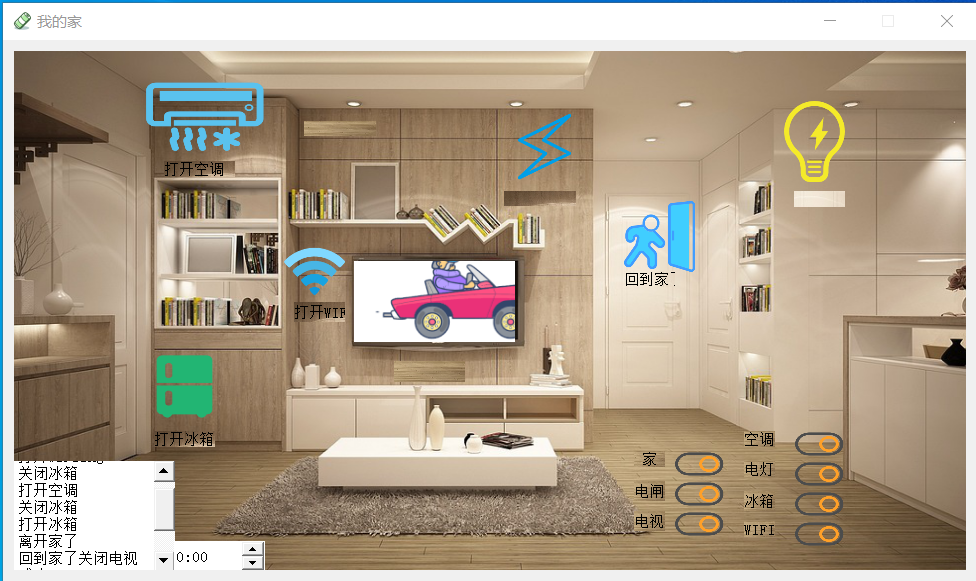 我的家
打开空调
回到家了
打开WIF
打开冰箱
空调
家
电灯
电闸
冰箱
电视
WIFI
关闭冰箱
打开空调
关闭冰箱
打开冰箱
离开家了
回到家了关闭电视
0:00